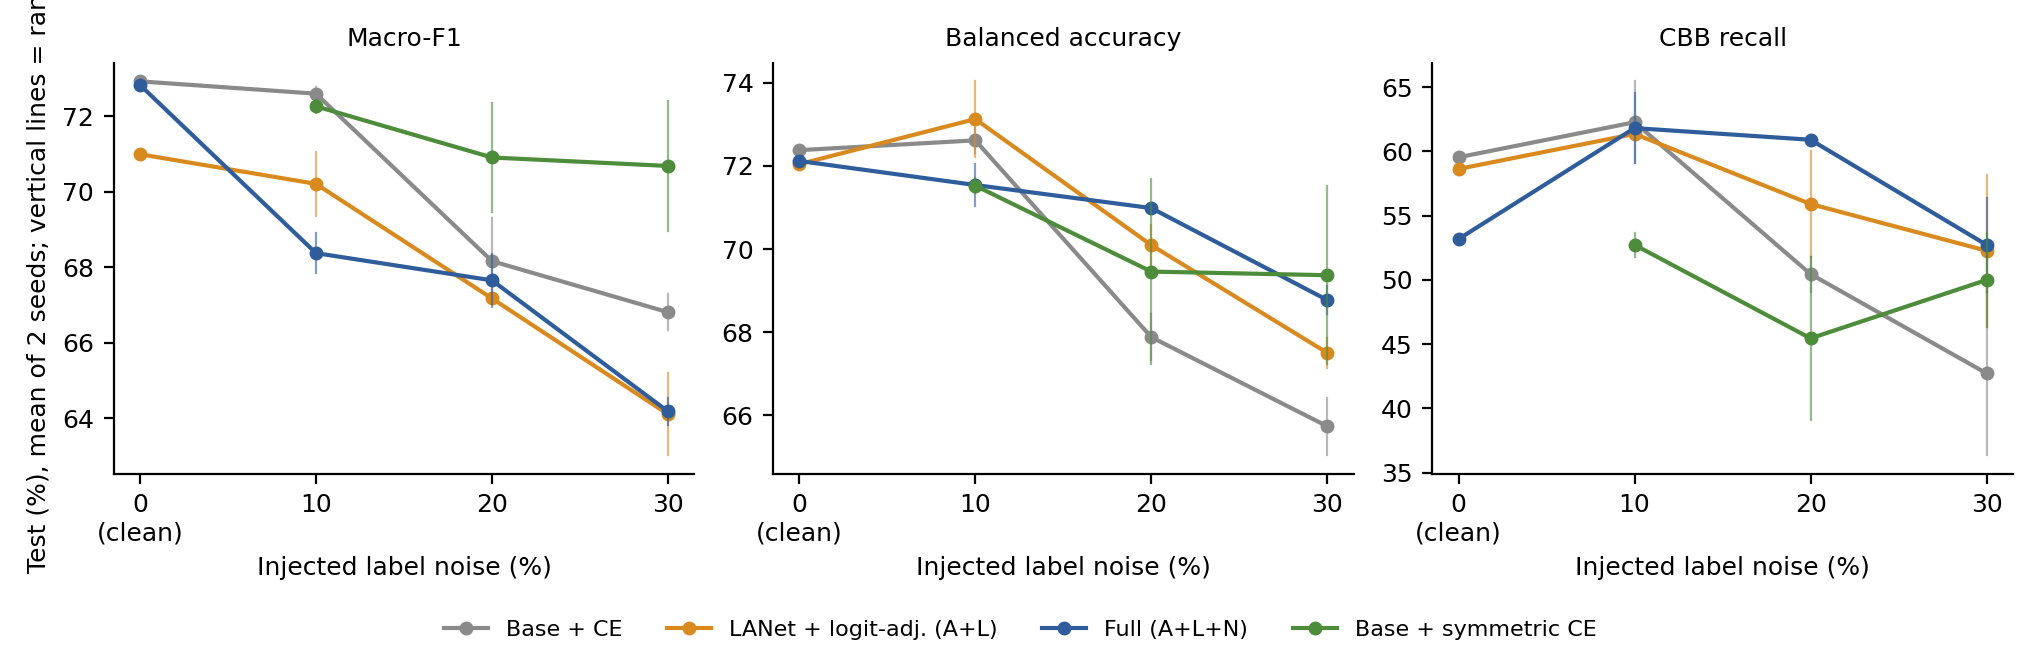 Macro-F1
Balanced accuracy
CBB recall
Test (%), mean of 2 seeds; vertical lines =
72
70
68
66
64
0
10
20
30
(clean)
Injected label noise (%)
74
72
70
68
66
0
10
20
30
(clean)
Injected label noise (%)
65
60
55
50
45
40
35
0
10
20
30
(clean)
Injected label noise (%)
Base + CE
LANet + logit-adj. (A+L)
Full (A+L+N)
Base + symmetric CE